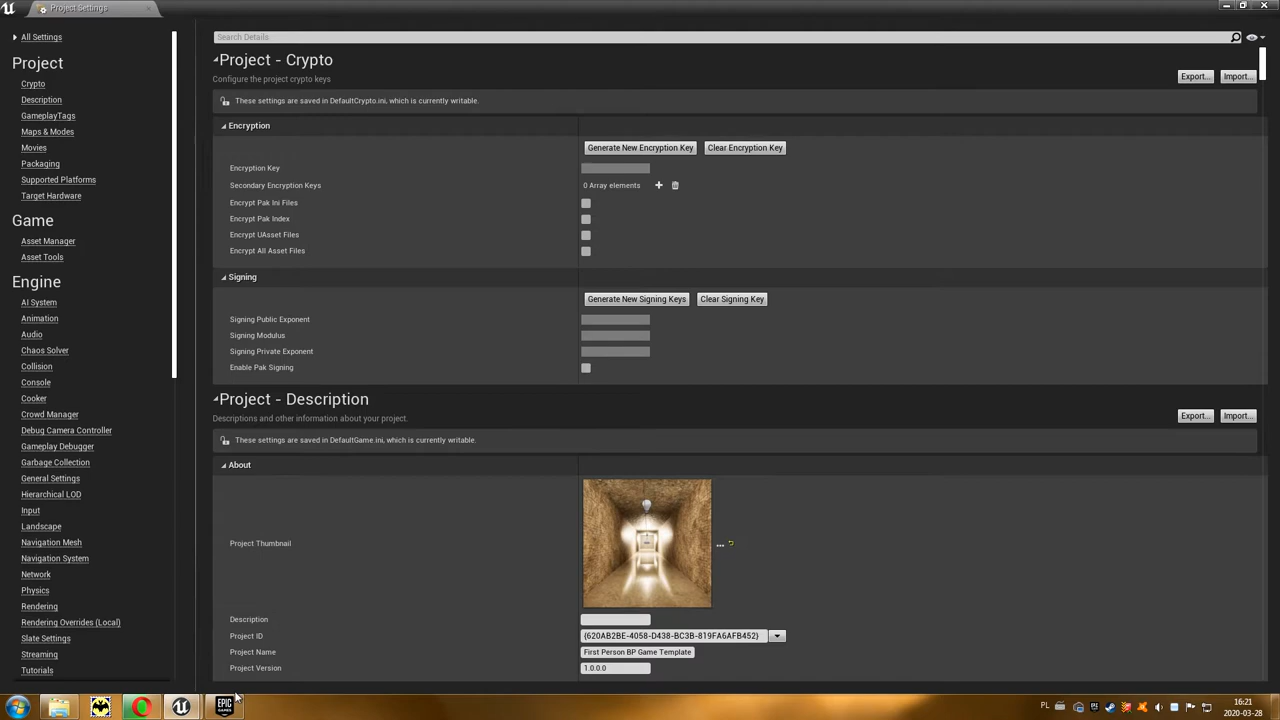 Project Settings
Search Details
All Settings
Project
Crypto
Description
GameplayTags
Maps & Modes
Movies
Packaging
Supported Platforms
Target Hardware
Game
Asset Manager
Asset Tools
Engine
AI System
Animation
Audio
Chaos Solver
Collision
Console
Cooker
Crowd Manager
Debug Camera Controller
Gameplay Debugger
Garbage Collection
General Settings
Hierarchical LOD
Input
Landscape
Navigation Mesh
Navigation System
Network
Physics
Rendering
Rendering Overrides (Local)
Slate Settings
Streaming
Tutorials
Project - Crypto
Configure the project crypto keys
Export... Import...
These settings are saved in DefaultCrypto.ini, which is currently writable.
Encryption
Generate New Encryption Key Clear Encryption Key
Encryption Key
Secondary Encryption Keys 0 Array elements
Encrypt Pak Ini Files
Encrypt Pak Index
Encrypt UAsset Files
Encrypt All Asset Files
Signing
Generate New Signing Keys Clear Signing Key
Signing Public Exponent
Signing Modulus
Signing Private Exponent
Enable Pak Signing
Project - Description
Descriptions and other information about your project.
Export... Import...
These settings are saved in DefaultGame.ini, which is currently writable.
About
Project Thumbnail ...
Description
Project ID {620AB2BE-4058-D438-BC3B-819FA6AFB452}
Project Name First Person BP Game Template
Project Version 1.0.0.0
EPIC
GAMES
PL
16:21
2020-03-28